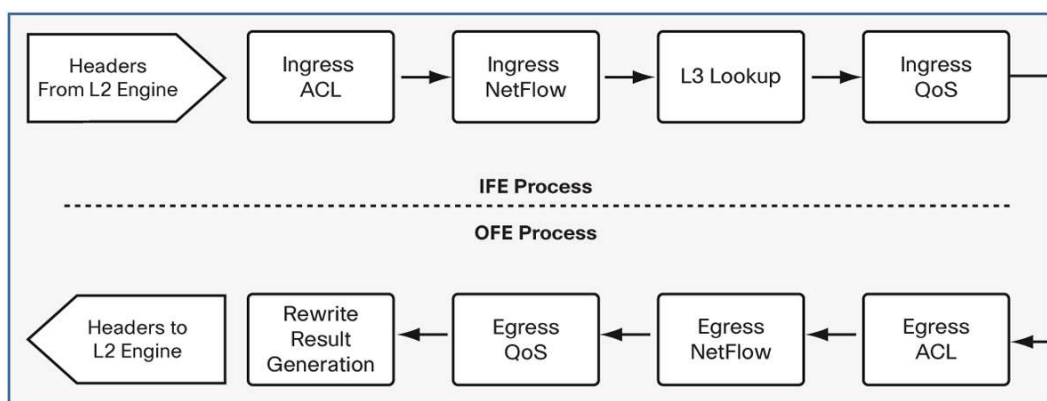 Headers
From L2 Engine
Ingress
ACL
Ingress
NetFlow
L3 Lookup
Ingress
QoS
IFE Process
OFE Process
Headers to
L2 Engine
Rewrite
Result
Generation
Egress
QoS
Egress
NetFlow
Egress
ACL